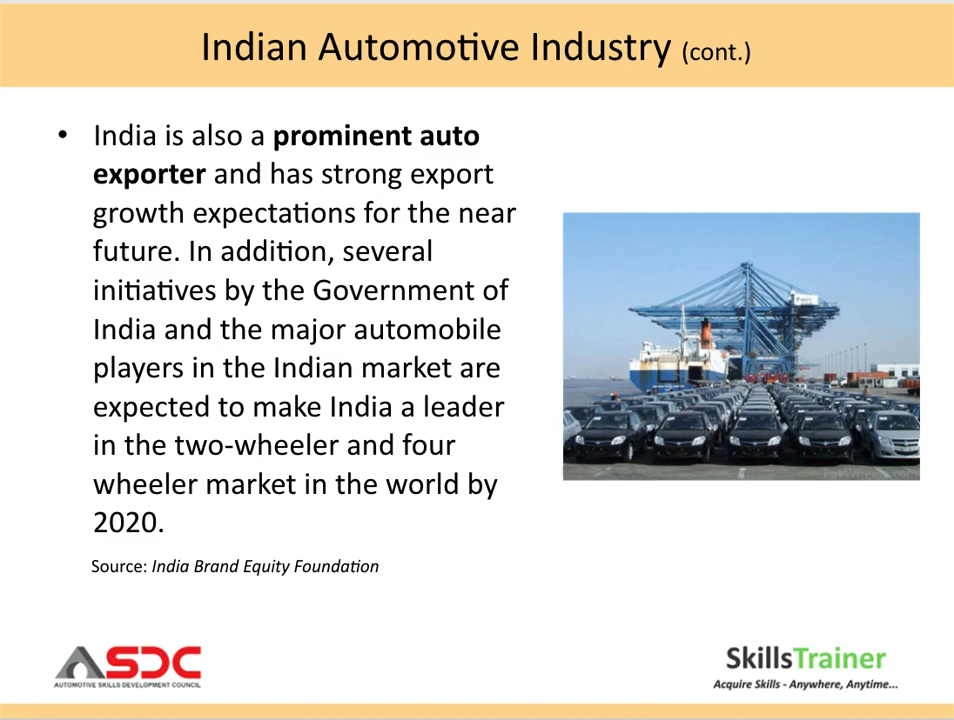 Indian Automotive Industry (cont.)
• India is also a prominent auto
exporter and has strong export
growth expectations for the near
future. In addition, several
initiatives by the Government of
India and the major automobile
players in the Indian market are
expected to make India a leader
in the two-wheeler and four
wheeler market in the world by
2020.
Source: India Brand Equity Foundation
ASDC
AUTOMOTIVE SKILLS DEVELOPMENT COUNCIL
SkillsTrainer
Acquire Skills - Anywhere, Anytime...